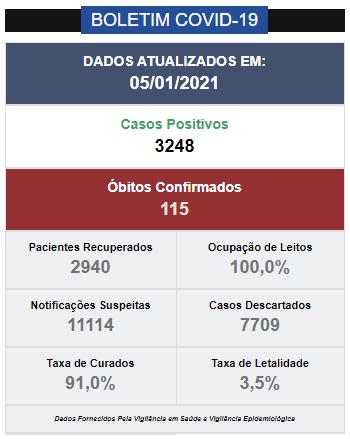 BOLETIM COVID-19
DADOS ATUALIZADOS EM:
05/01/2021
Casos Positivos
3248
Óbitos Confirmados
115
Pacientes Recuperados
2940
Ocupação de Leitos
100,0%
Notificações Suspeitas
11114
Casos Descartados
7709
Taxa de Curados
91,0%
Taxa de Letalidade
3,5%
Dados Fornecidos Pela Vigilância em Saúde e Vigilância Epidemiológica